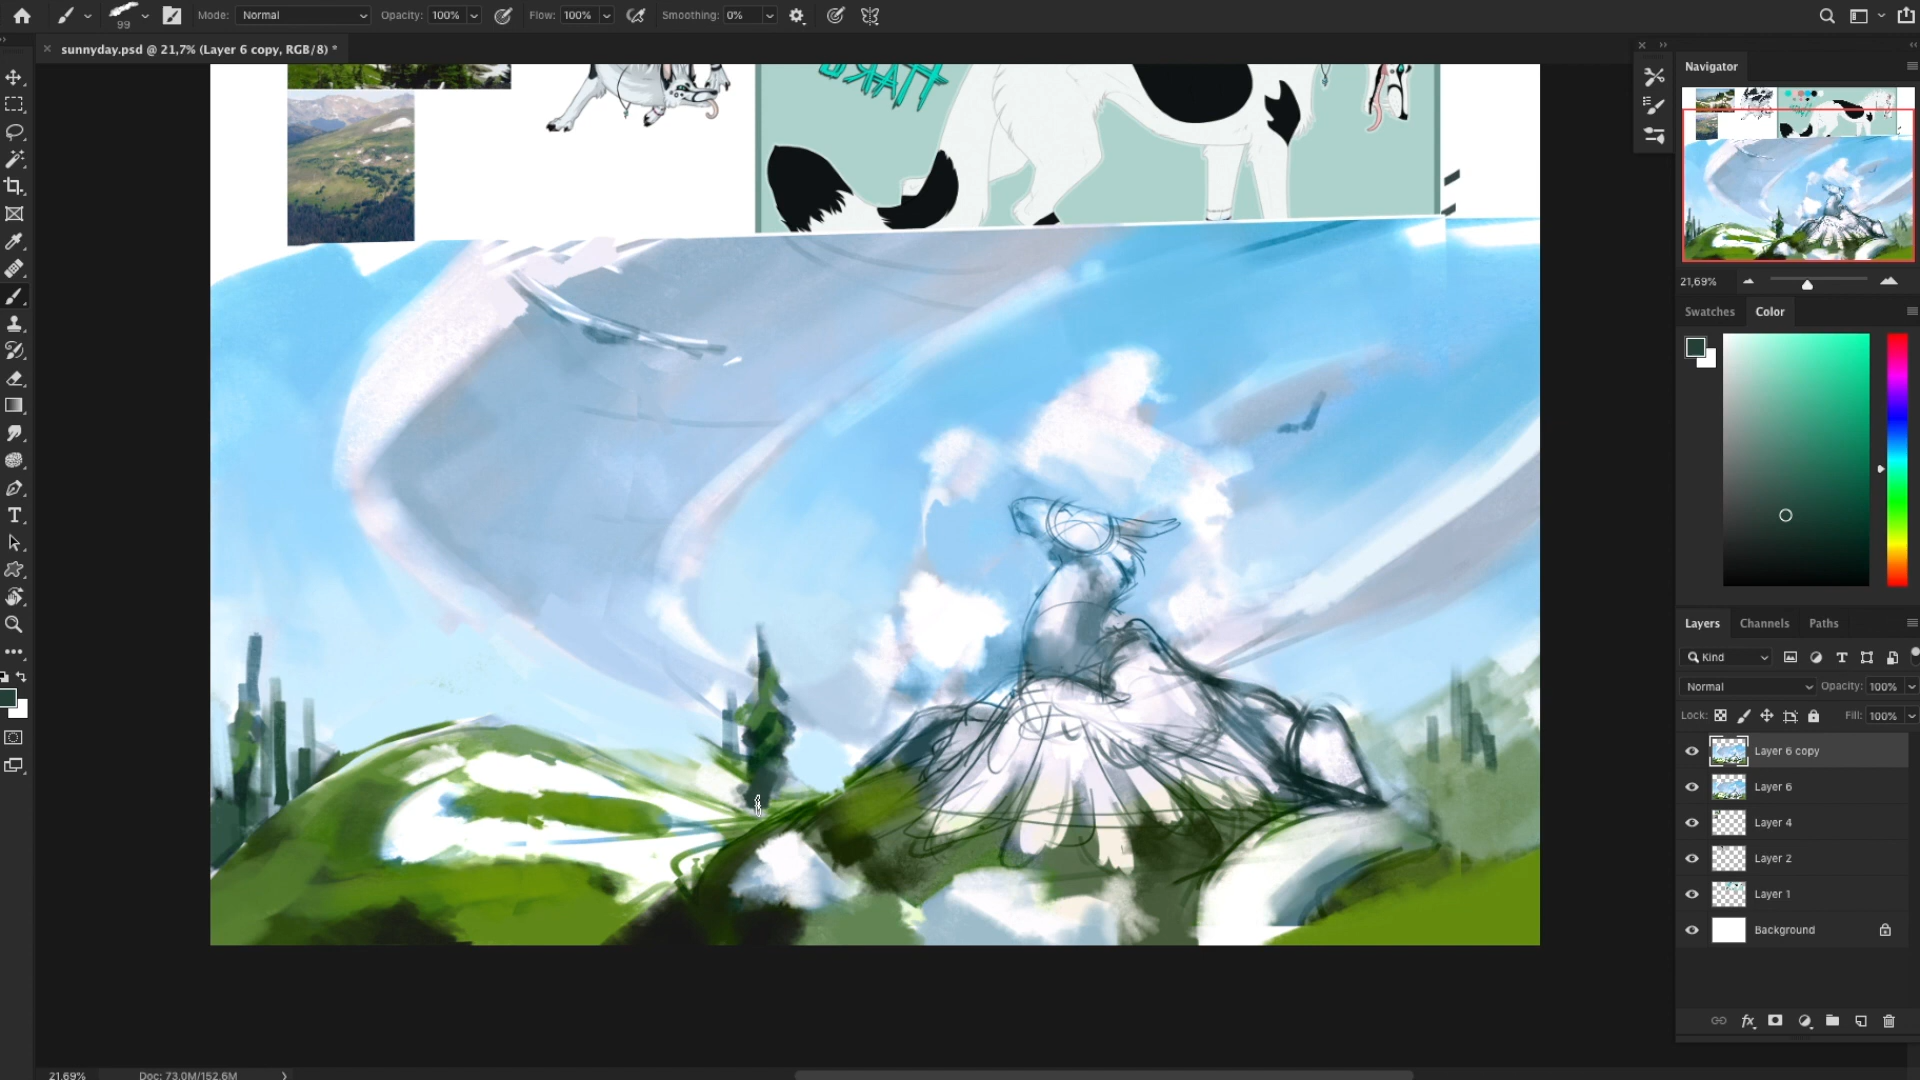 99
Mode:
Normal
Opacity:
100%
Flow:
100%
Smoothing:
0%
sunnyday.psd @ 21,7% (Layer 6 copy, RGB/8) *
Navigator
21,69%
Swatches
Color
Layers
Channels
Paths
Kind
Normal
Opacity:
100%
Lock:
Fill:
100%
Layer 6 copy
Layer 6
Layer 4
Layer 2
Layer 1
Background
21,69%
Doc: 73,0M/152,6M